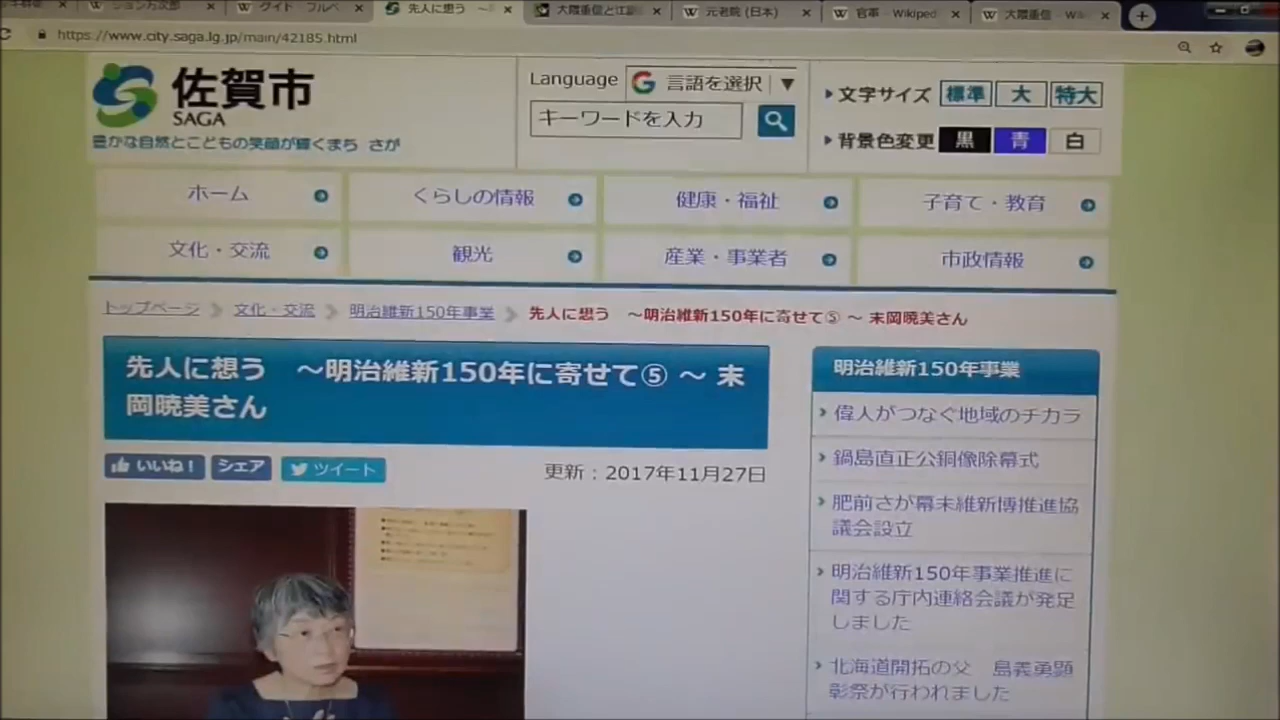 ション万次郎
グイド・フルベ
先人に想う ～
大隈重信と江副
元老院 (日本)
官軍 - Wikiped
大隈重信 - Wiki
https://www.city.saga.lg.jp/main/42185.html
佐賀市
SAGA
豊かな自然とこどもの笑顔が輝くまち さが
Language
言語を選択
キーワードを入力
文字サイズ 標準 大 特大
背景色変更 黒 青 白
ホーム
くらしの情報
健康・福祉
子育て・教育
文化・交流
観光
産業・事業者
市政情報
トップページ 文化・交流 明治維新150年事業 先人に想う ～明治維新150年に寄せて⑤ ～ 末岡暁美さん
先人に想う ～明治維新150年に寄せて⑤ ～ 末
岡暁美さん
いいね！ シェア ツイート
更新：2017年11月27日
明治維新150年事業
偉人がつなぐ地域のチカラ
鍋島直正公銅像除幕式
肥前さが幕末維新博推進協
議会設立
明治維新150年事業推進に
関する庁内連絡会議が発足
しました
北海道開拓の父 島義勇顕
彰祭が行われました